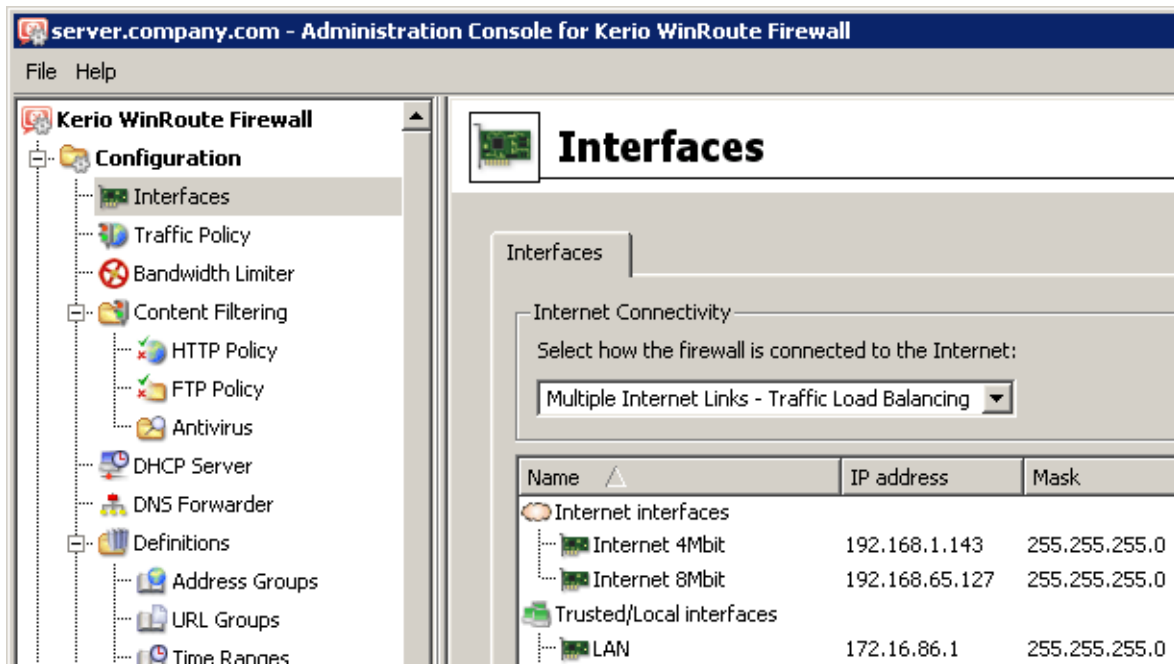 server.company.com - Administration Console for Kerio WinRoute Firewall
File Help
Kerio WinRoute Firewall
Configuration
Interfaces
Traffic Policy
Bandwidth Limiter
Content Filtering
HTTP Policy
FTP Policy
Antivirus
DHCP Server
DNS Forwarder
Definitions
Address Groups
URL Groups
Time Ranges
Interfaces
Interfaces
Internet Connectivity
Select how the firewall is connected to the Internet:
Multiple Internet Links - Traffic Load Balancing
Name IP address Mask
Internet interfaces
Internet 4Mbit 192.168.1.143 255.255.255.0
Internet 8Mbit 192.168.65.127 255.255.255.0
Trusted/Local interfaces
LAN 172.16.86.1 255.255.255.0